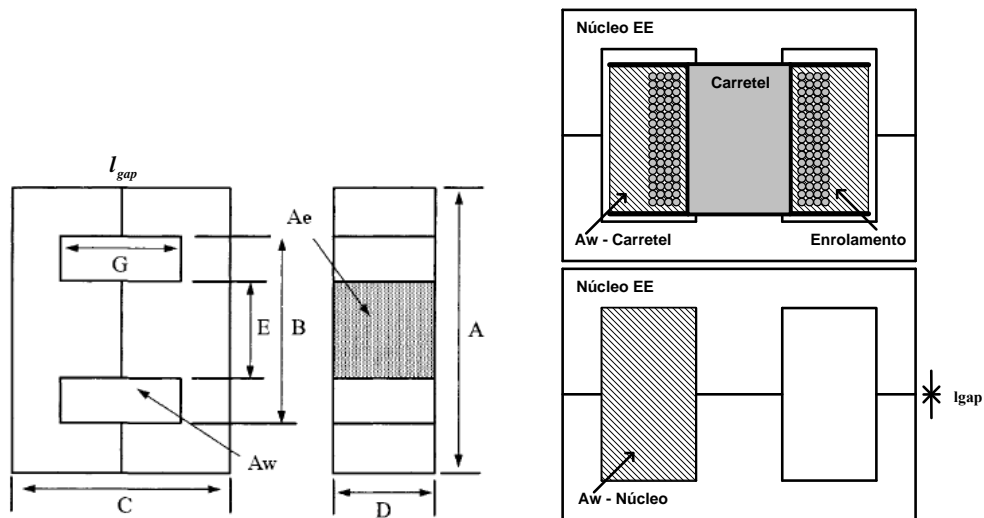 l_gap
Ae
G
E
B
A
Aw
C
D
Núcleo EE
Carretel
Aw - Carretel
Enrolamento
Núcleo EE
lgap
Aw - Núcleo